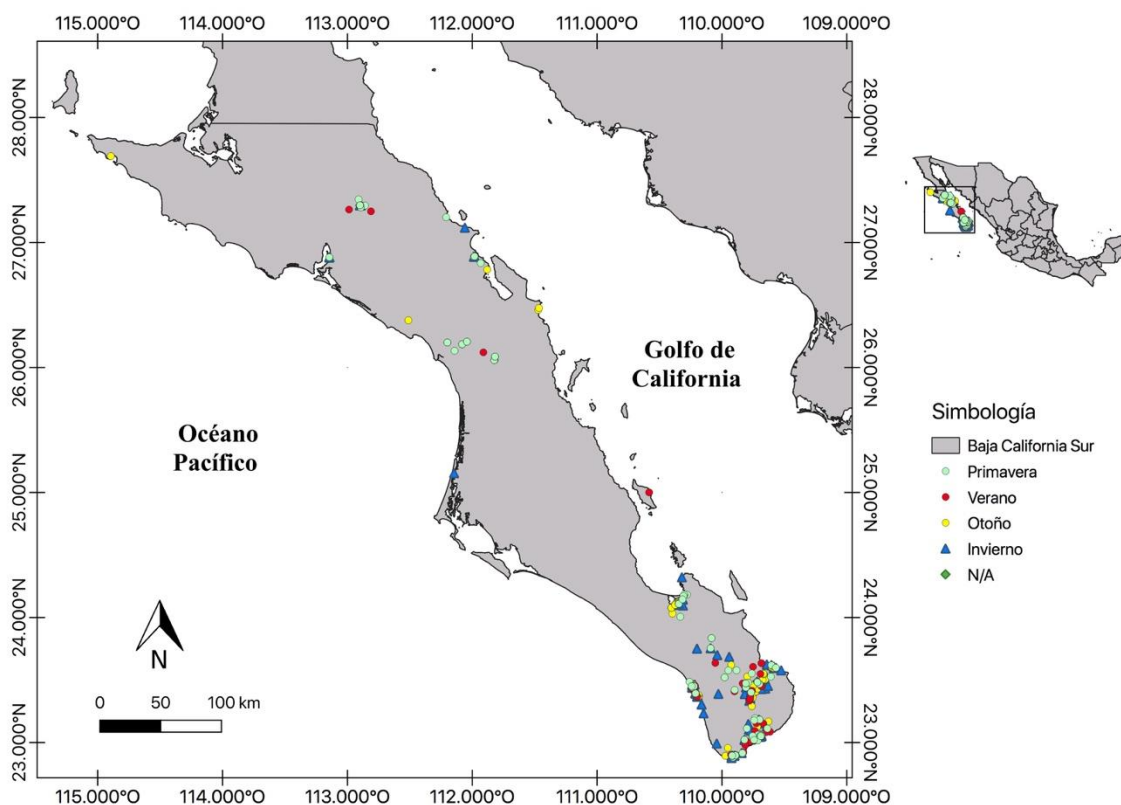 115.000°O 114.000°O 113.000°O 112.000°O 111.000°O 110.000°O 109.000°O
28.000°N 28.000°N
27.000°N 27.000°N
26.000°N 26.000°N
25.000°N 25.000°N
24.000°N 24.000°N
23.000°N 23.000°N
Golfo de
California
Océano
Pacífico
N
0 50 100 km
115.000°O 114.000°O 113.000°O 112.000°O 111.000°O 110.000°O 109.000°O
Simbología
Baja California Sur
Primavera
Verano
Otoño
Invierno
N/A